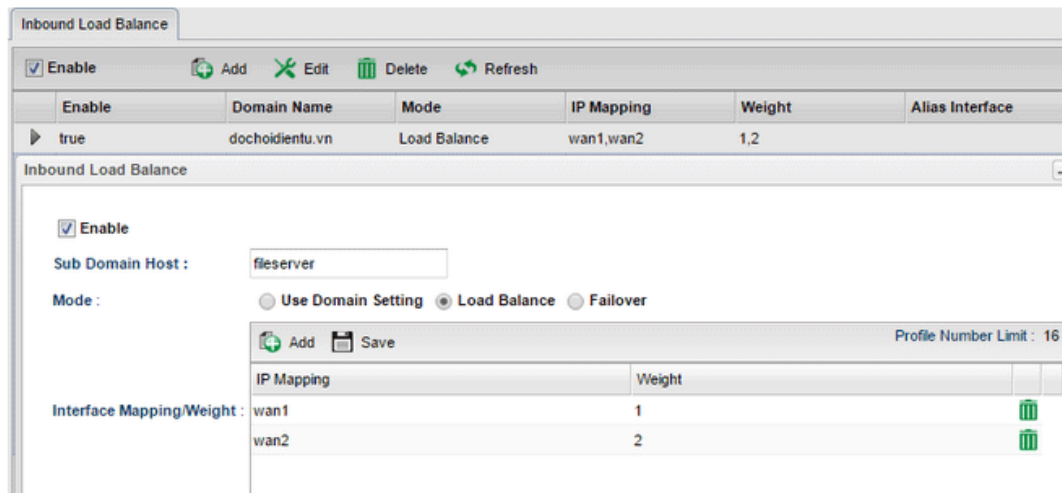 Inbound Load Balance
Enable Add Edit Delete Refresh
Enable Domain Name Mode IP Mapping Weight Alias Interface
true dochoidientu.vn Load Balance wan1,wan2 1,2
Inbound Load Balance
Enable
Sub Domain Host : fileserver
Mode : Use Domain Setting Load Balance Failover
Add Save Profile Number Limit : 16
IP Mapping Weight
Interface Mapping/Weight : wan1 1
wan2 2